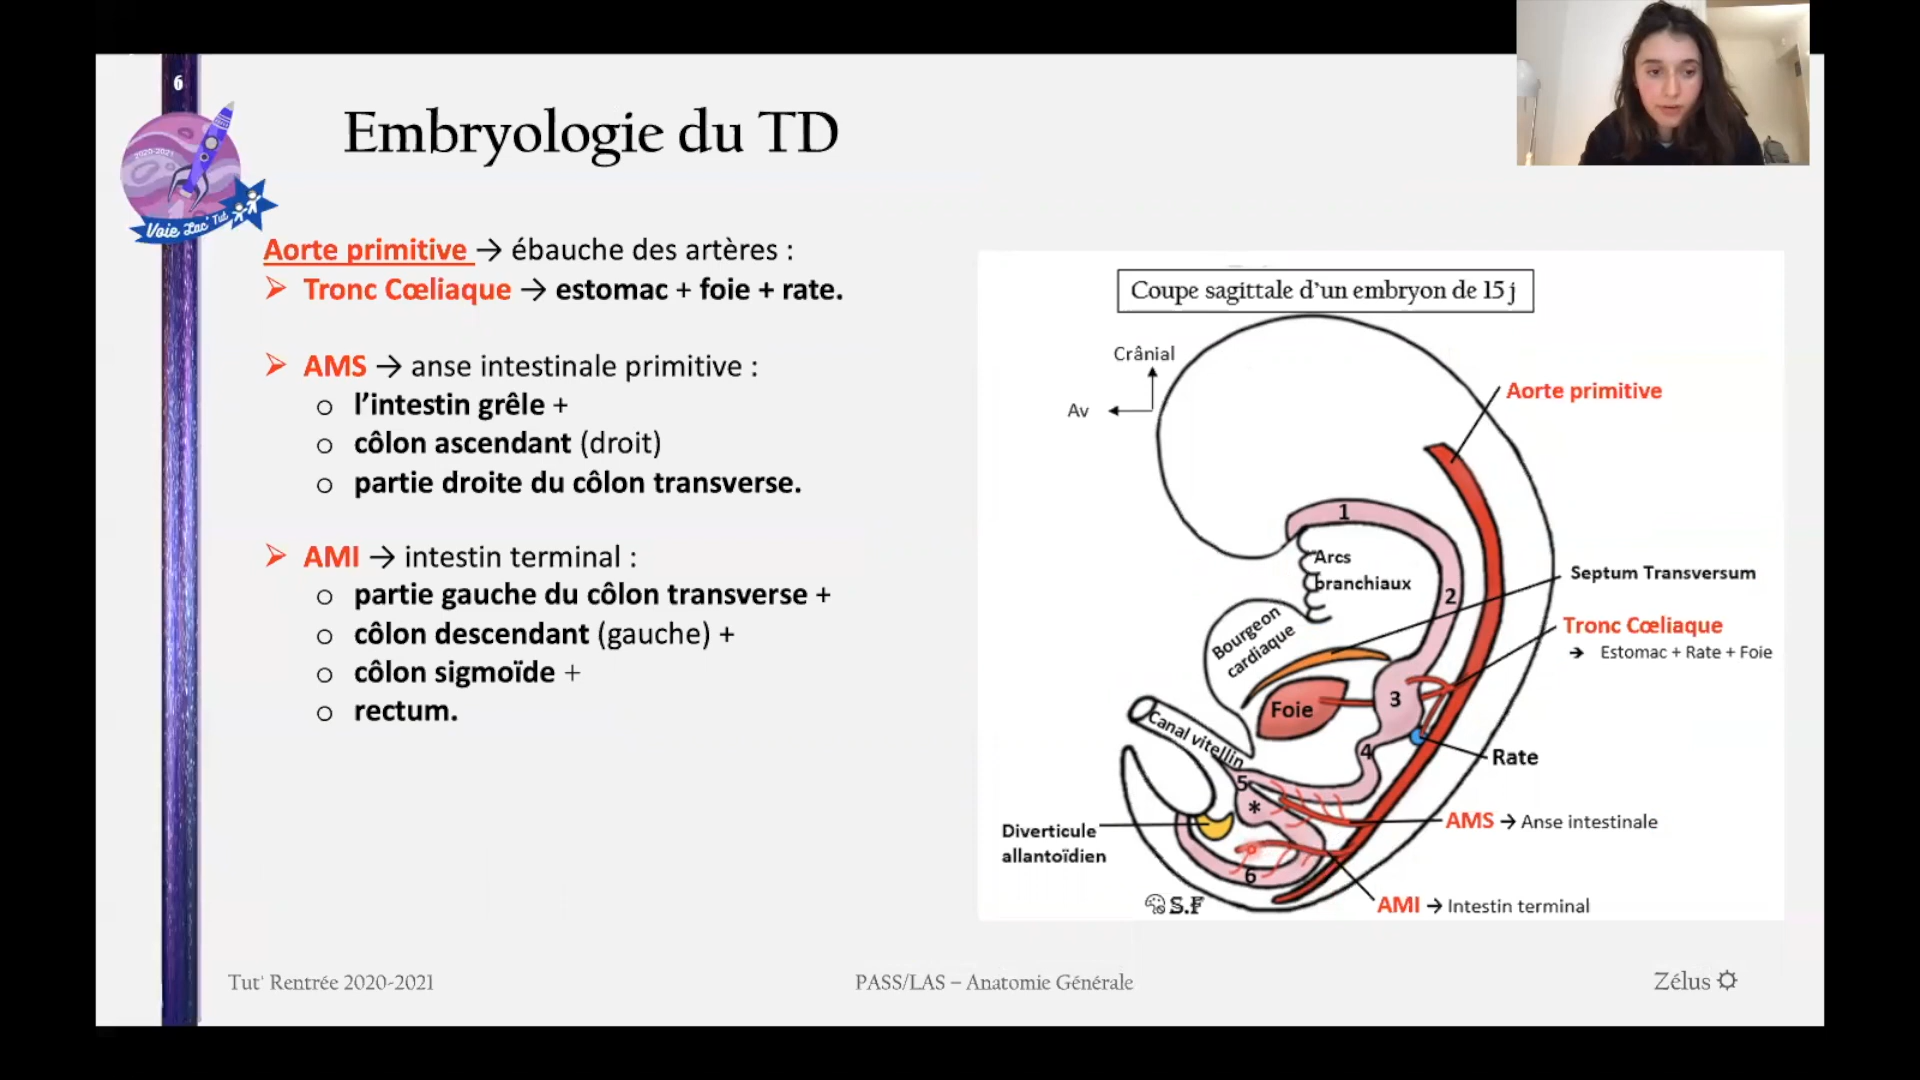 6
Embryologie du TD
2020-2021
Voie Lac' Tut
Aorte primitive → ébauche des artères :
➢ Tronc Cœliaque → estomac + foie + rate.
➢ AMS → anse intestinale primitive :
o l'intestin grêle +
o côlon ascendant (droit)
o partie droite du côlon transverse.
➢ AMI → intestin terminal :
o partie gauche du côlon transverse +
o côlon descendant (gauche) +
o côlon sigmoïde +
o rectum.
Coupe sagittale d'un embryon de 15 j
Crânial
Av
Aorte primitive
1
Arcs
branchiaux
2
Septum Transversum
Bourgeon
cardiaque
Tronc Cœliaque
→ Estomac + Rate + Foie
3
Foie
Canal vitellin
4
Rate
5
*
AMS → Anse intestinale
Diverticule
allantoïdien
6
S.F
AMI → Intestin terminal
Tut' Rentrée 2020-2021
PASS/LAS – Anatomie Générale
Zélus